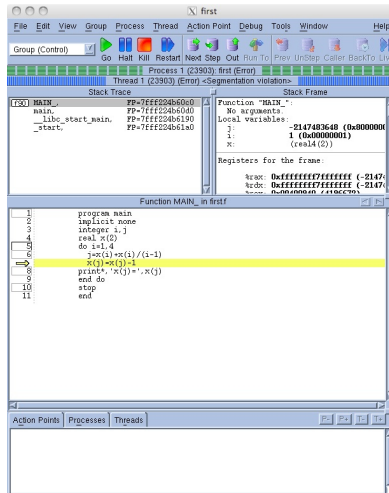 first
File Edit View Group Process Thread Action Point Debug Tools Window Help
Group (Control) Go Halt Kill Restart Next Step Out Run To Prev UnStep Caller BackTo Liv
Process 1 (23903): first (Error)
Thread 1 (23903) (Error) <Segmentation violation>
Stack Trace Stack Frame
f90 MAIN_, FP=7fff224b60c0
main, FP=7fff224b60d0
__libc_start_main, FP=7fff224b6190
_start, FP=7fff224b61a0
Function "MAIN_":
No arguments.
Local variables:
j: -2147483648 (0x8000000
i: 1 (0x00000001)
x: (real4(2))
Registers for the frame:
%rax: 0xffffffff7fffffff (-2147
%rdx: 0xffffffff7fffffff (-2147
Function MAIN_ in first.f
1 program main
2 implicit none
3 integer i,j
4 real x(2)
5 do i=1,4
6 j=x(i)+x(i)/(i-1)
x(j)=x(j)-1
8 print*,'x(j)=',x(j)
9 end do
10 stop
11 end
Action Points Processes Threads P- P+ T- T+